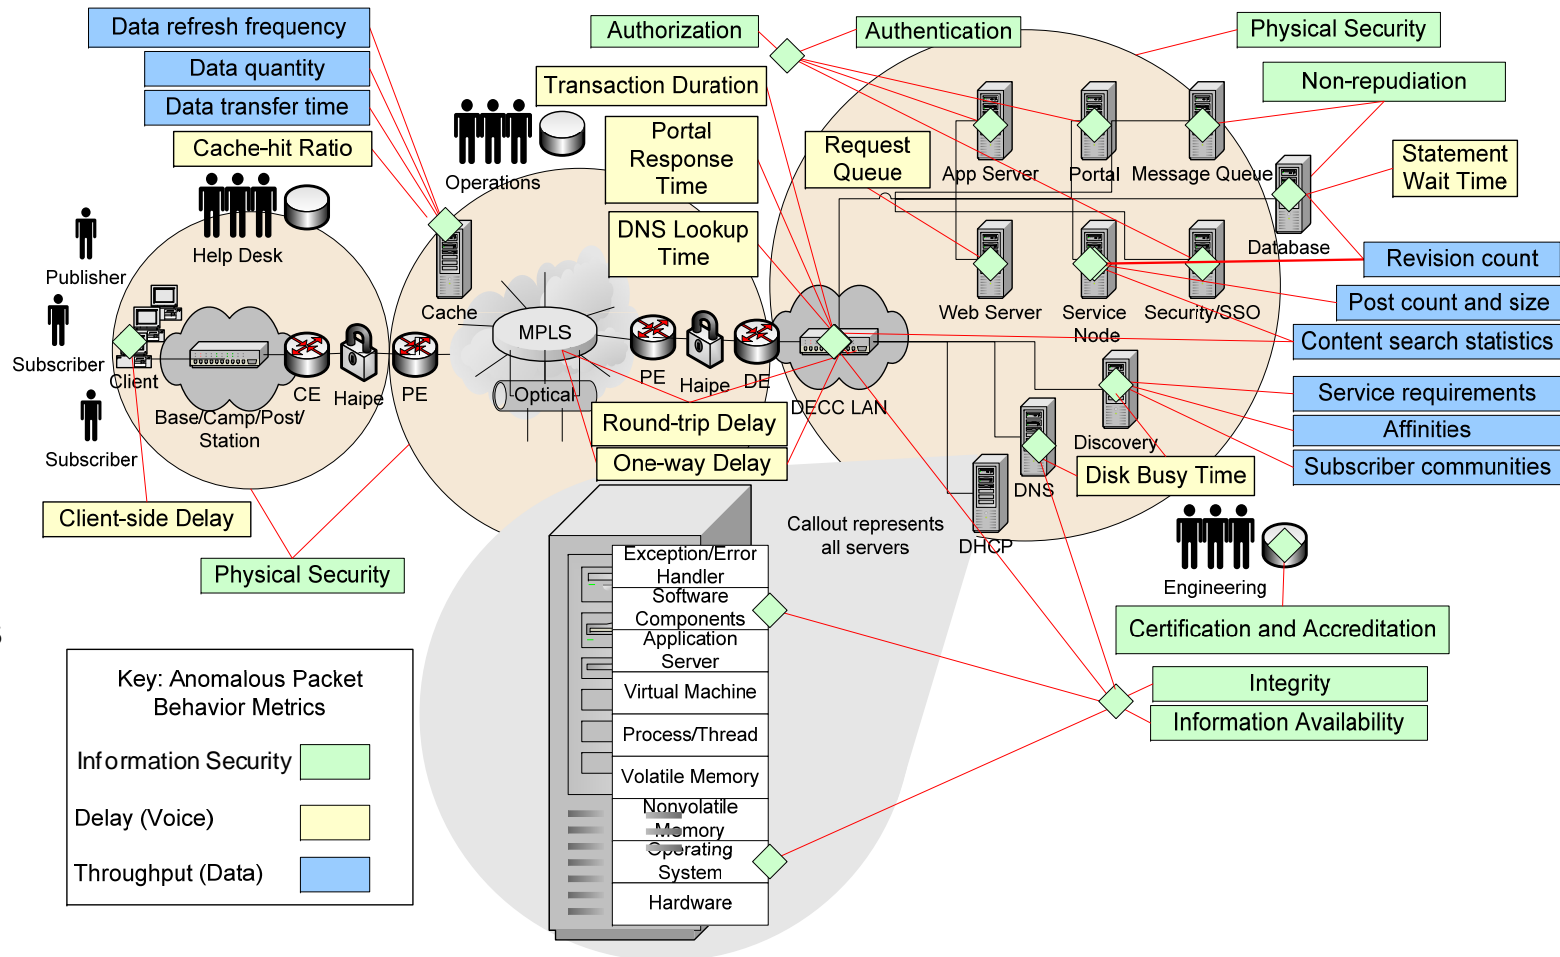 Data refresh frequency
Data quantity
Data transfer time
Cache-hit Ratio
Authorization
Authentication
Physical Security
Non-repudiation
Transaction Duration
Portal
Response
Time
DNS Lookup
Time
Request
Queue
Statement
Wait Time
Operations
Help Desk
Publisher
Subscriber
Subscriber
Client
Base/Camp/Post/
Station
CE
Haipe
PE
Cache
MPLS
Optical
PE
Haipe
DE
DECC LAN
App Server
Portal
Message Queue
Database
Web Server
Service
Node
Security/SSO
Revision count
Post count and size
Content search statistics
Service requirements
Affinities
Subscriber communities
Discovery
DNS
DHCP
Disk Busy Time
Round-trip Delay
One-way Delay
Client-side Delay
Physical Security
Callout represents
all servers
Engineering
Certification and Accreditation
Integrity
Information Availability
Exception/Error
Handler
Software
Components
Application
Server
Virtual Machine
Process/Thread
Volatile Memory
Nonvolatile
Memory
Operating
System
Hardware
s
Key: Anomalous Packet
Behavior Metrics
Information Security
Delay (Voice)
Throughput (Data)